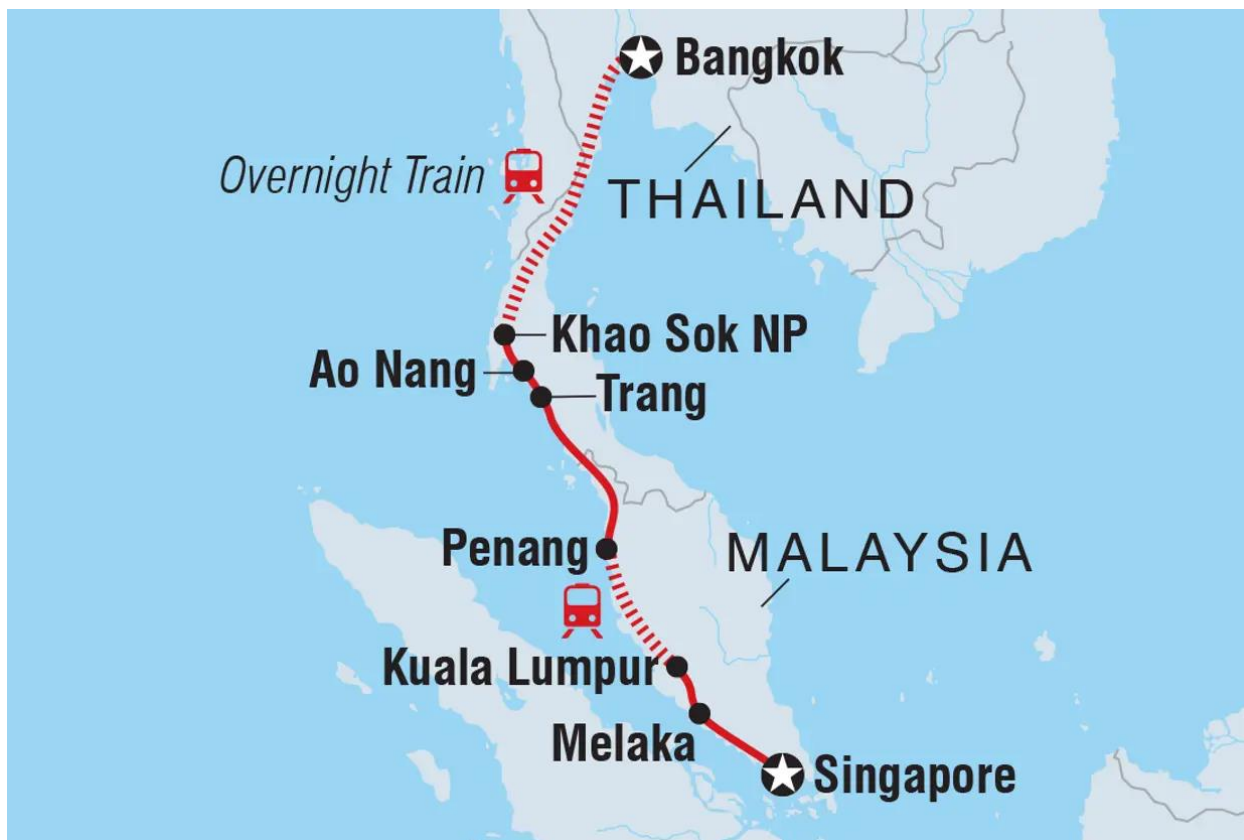 Bangkok
Overnight Train
THAILAND
Khao Sok NP
Ao Nang
Trang
Penang
MALAYSIA
Kuala Lumpur
Melaka
Singapore